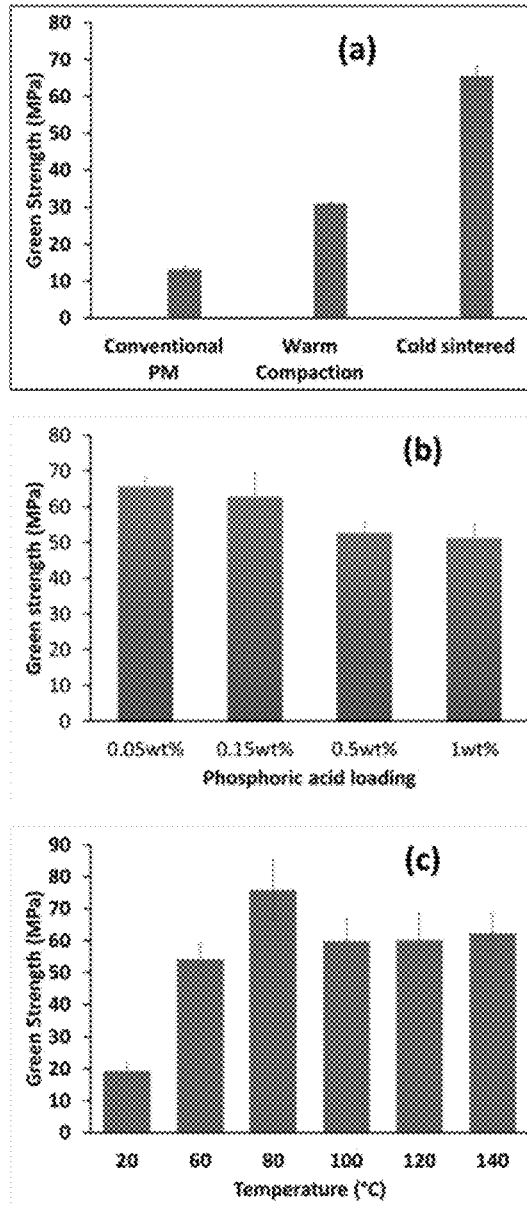 (a)
Green Strength (MPa)
80
70
60
50
40
30
20
10
0
Conventional PM
Warm Compaction
Cold sintered
(b)
Green strength (MPa)
80
70
60
50
40
30
20
10
0
0.05wt% 0.15wt% 0.5wt% 1wt%
Phosphoric acid loading
(c)
Green Strength (MPa)
90
80
70
60
50
40
30
20
10
0
20 60 80 100 120 140
Temperature (°C)